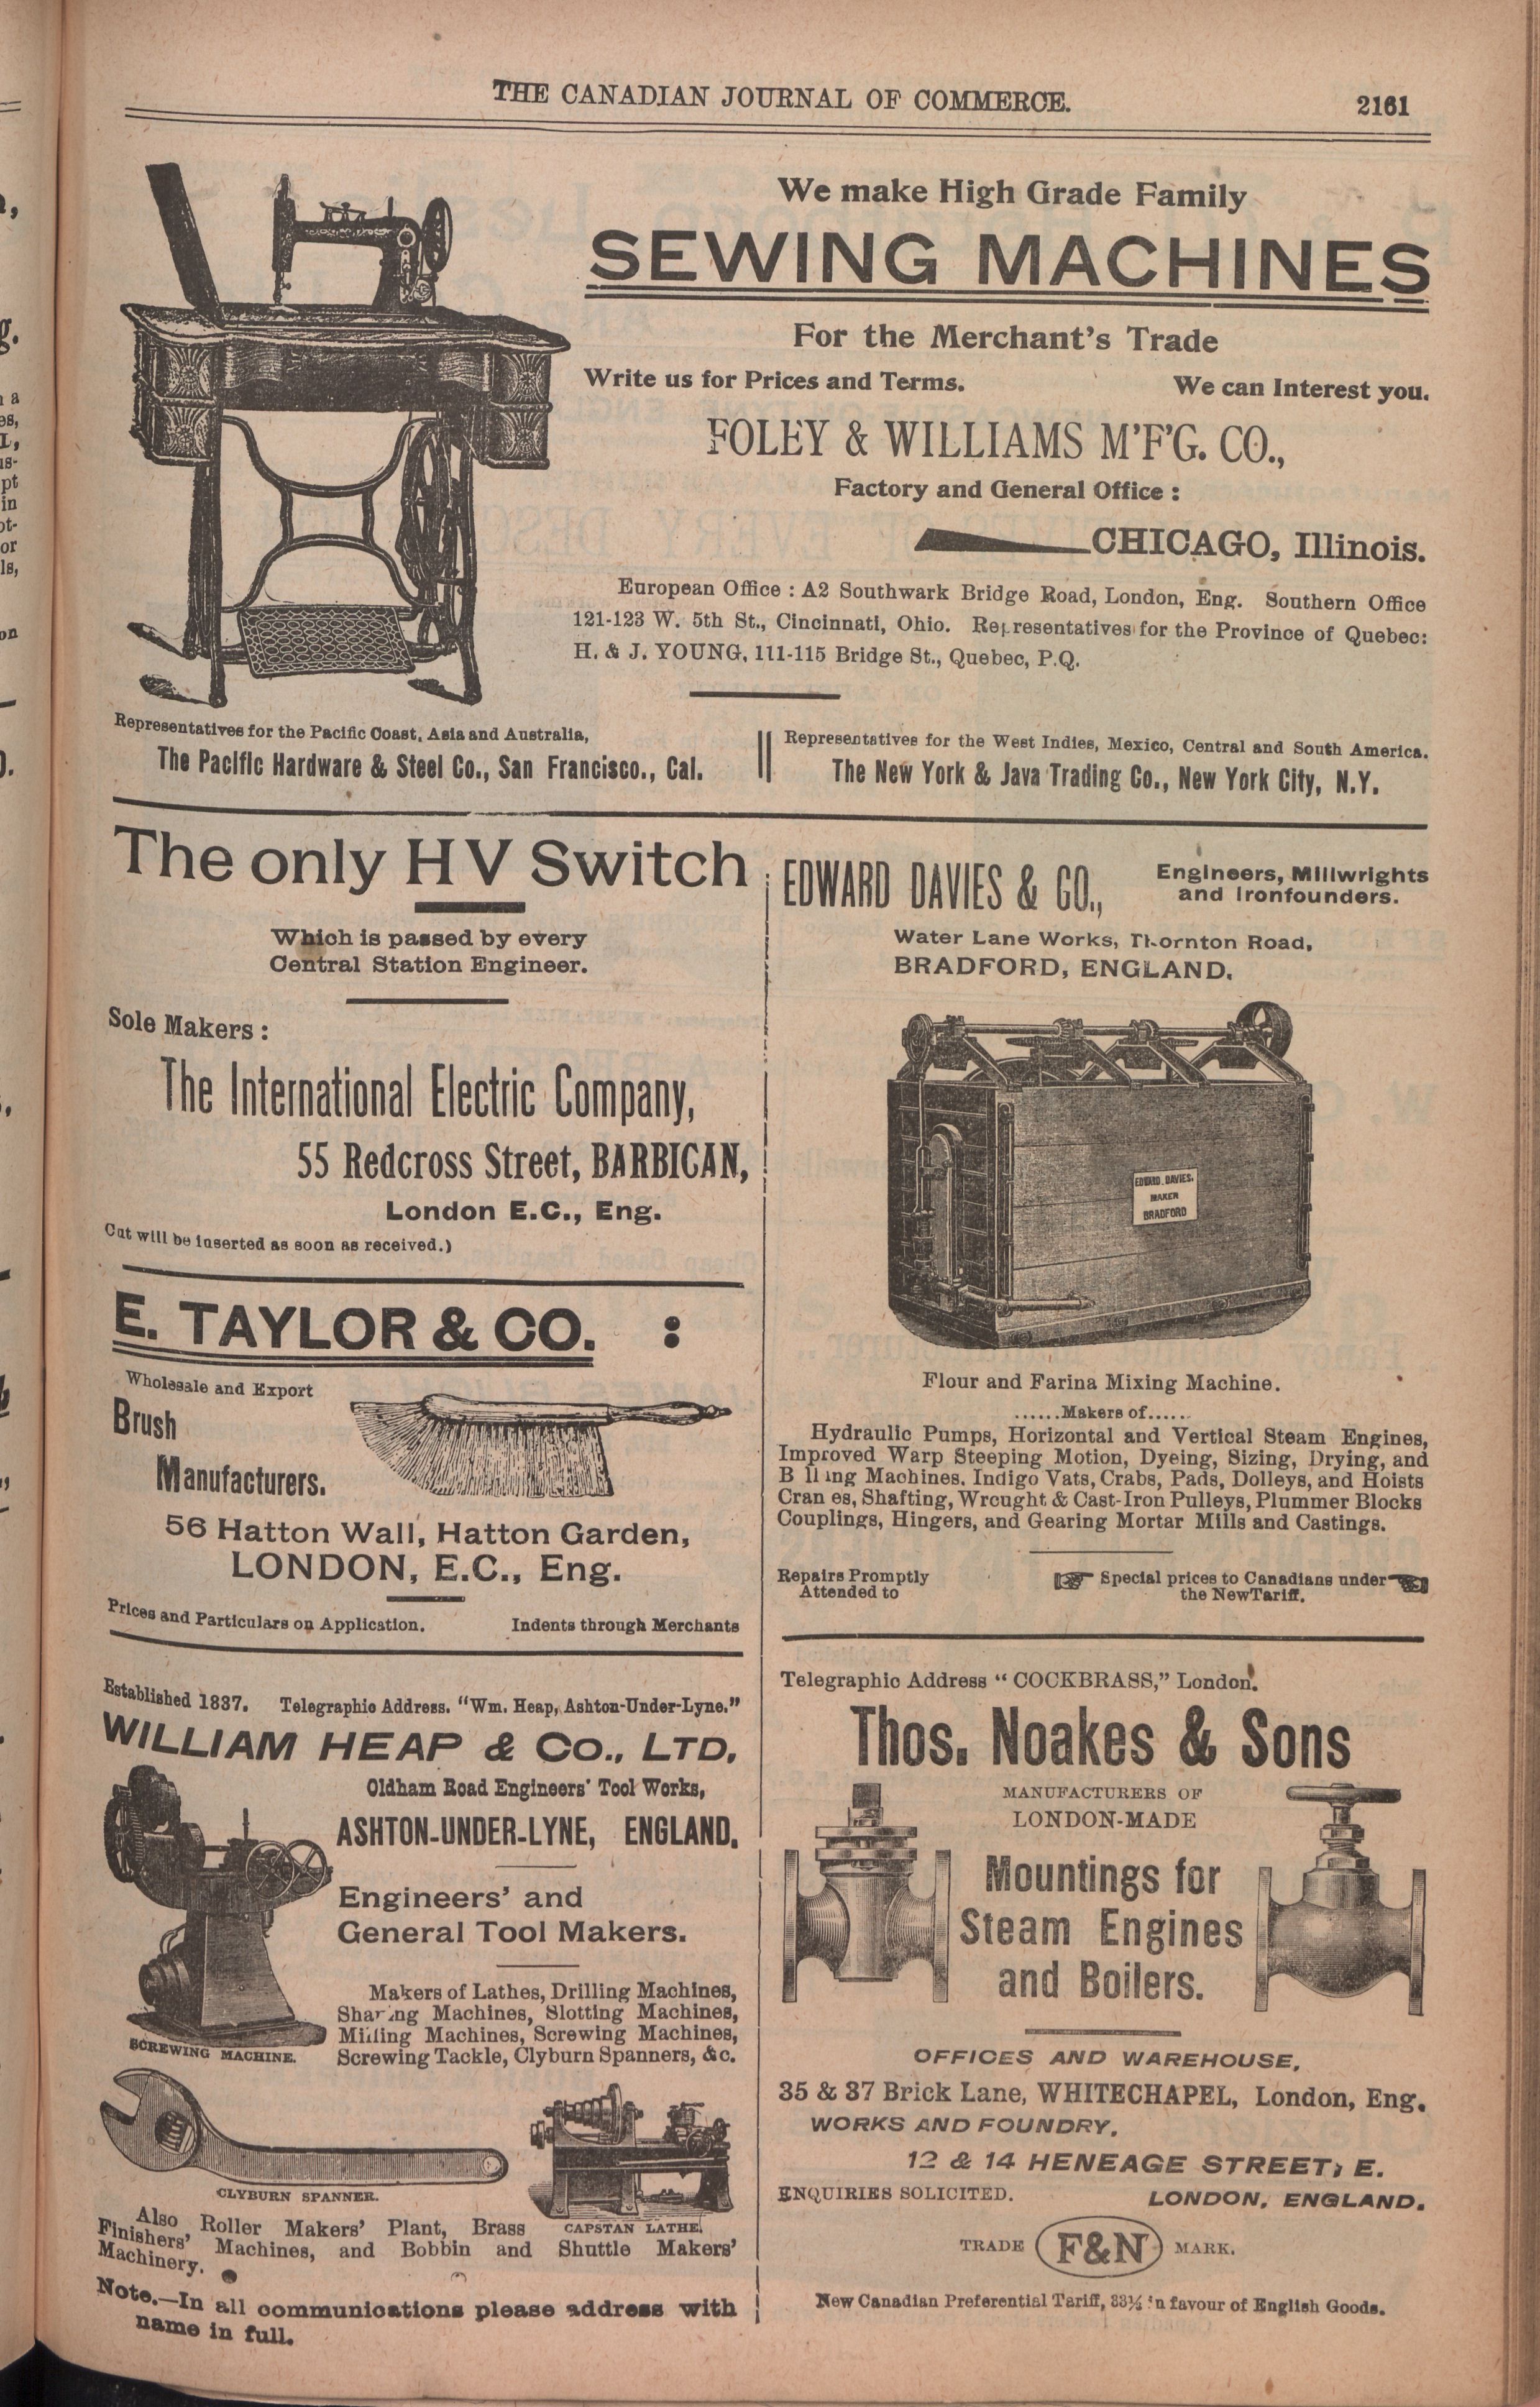 THE CANADIAN JOURNAL OF COMMERCE.
2161
We make High Grade Family
SEWING MACHINES
For the Merchant's Trade
Write us for Prices and Terms.
We can Interest you.
FOLEY & WILLIAMS M'F'G. CO.,
Factory and General Office :
CHICAGO, Illinois.
European Office : A2 Southwark Bridge Road, London, Eng. Southern Office
121-123 W. 5th St., Cincinnati, Ohio. Representatives for the Province of Quebec:
H. & J. YOUNG, 111-115 Bridge St., Quebec, P.Q.
Representatives for the Pacific Coast, Asia and Australia,
The Pacific Hardware & Steel Co., San Francisco., Cal.
Representatives for the West Indies, Mexico, Central and South America.
The New York & Java Trading Co., New York City, N.Y.
The only H V Switch
Which is passed by every
Central Station Engineer.
Sole Makers :
The International Electric Company,
55 Redcross Street, BARBICAN,
London E.C., Eng.
Cut will be inserted as soon as received.)
E. TAYLOR & CO. :
Wholesale and Export
Brush
Manufacturers.
56 Hatton Wall, Hatton Garden,
LONDON, E.C., Eng.
Prices and Particulars on Application.
Indents through Merchants
Established 1837. Telegraphic Address. "Wm. Heap, Ashton-Under-Lyne."
WILLIAM HEAP & CO., LTD.
Oldham Road Engineers' Tool Works,
ASHTON-UNDER-LYNE, ENGLAND.
Engineers' and
General Tool Makers.
Makers of Lathes, Drilling Machines,
Shaping Machines, Slotting Machines,
Milling Machines, Screwing Machines,
Screwing Tackle, Clyburn Spanners, &c.
SCREWING MACHINE.
CLYBURN SPANNER.
CAPSTAN LATHE.
Also Roller Makers' Plant, Brass
Finishers' Machines, and Bobbin and Shuttle Makers'
Machinery.
Note.—In all communications please address with
name in full.
EDWARD DAVIES & CO.,
Engineers, Millwrights
and Ironfounders.
Water Lane Works, Thornton Road,
BRADFORD, ENGLAND.
EDWARD. DAVIES.
MAKER
BRADFORD
Flour and Farina Mixing Machine.
......Makers of......
Hydraulic Pumps, Horizontal and Vertical Steam Engines,
Improved Warp Steeping Motion, Dyeing, Sizing, Drying, and
B ll ing Machines. Indigo Vats, Crabs, Pads, Dolleys, and Hoists
Cran es, Shafting, Wrought & Cast-Iron Pulleys, Plummer Blocks
Couplings, Hingers, and Gearing Mortar Mills and Castings.
Repairs Promptly
Attended to
Special prices to Canadians under
the New Tariff.
Telegraphic Address "COCKBRASS," London.
Thos. Noakes & Sons
MANUFACTURERS OF
LONDON-MADE
Mountings for
Steam Engines
and Boilers.
OFFICES AND WAREHOUSE,
35 & 37 Brick Lane, WHITECHAPEL, London, Eng.
WORKS AND FOUNDRY.
12 & 14 HENEAGE STREET, E.
ENQUIRIES SOLICITED.
LONDON, ENGLAND.
TRADE F&N MARK.
New Canadian Preferential Tariff, 33⅓ in favour of English Goods.